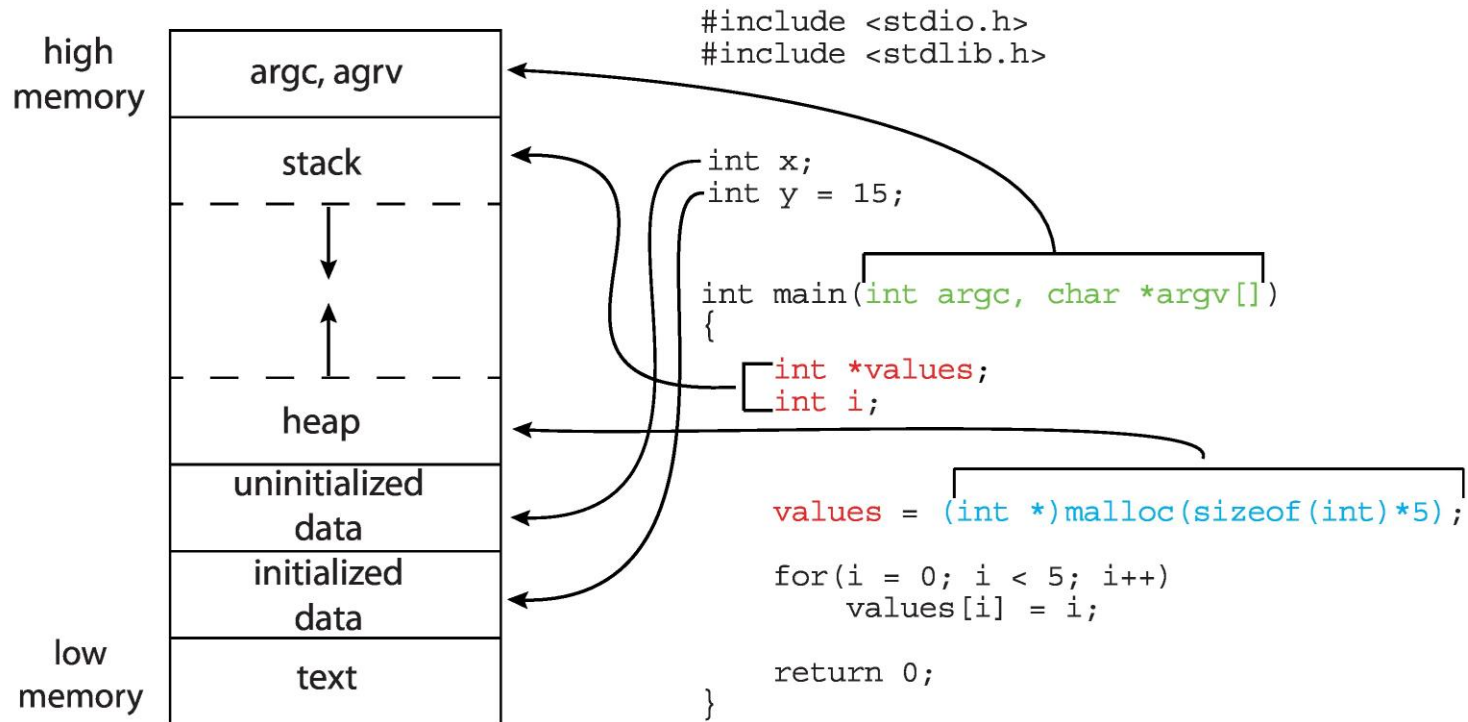 high
memory
argc, agrv
stack
heap
uninitialized
data
initialized
data
low
memory
text
#include <stdio.h>
#include <stdlib.h>
int x;
int y = 15;
int main(int argc, char *argv[])
{
int *values;
int i;
values = (int *)malloc(sizeof(int)*5);
for(i = 0; i < 5; i++)
values[i] = i;
return 0;
}